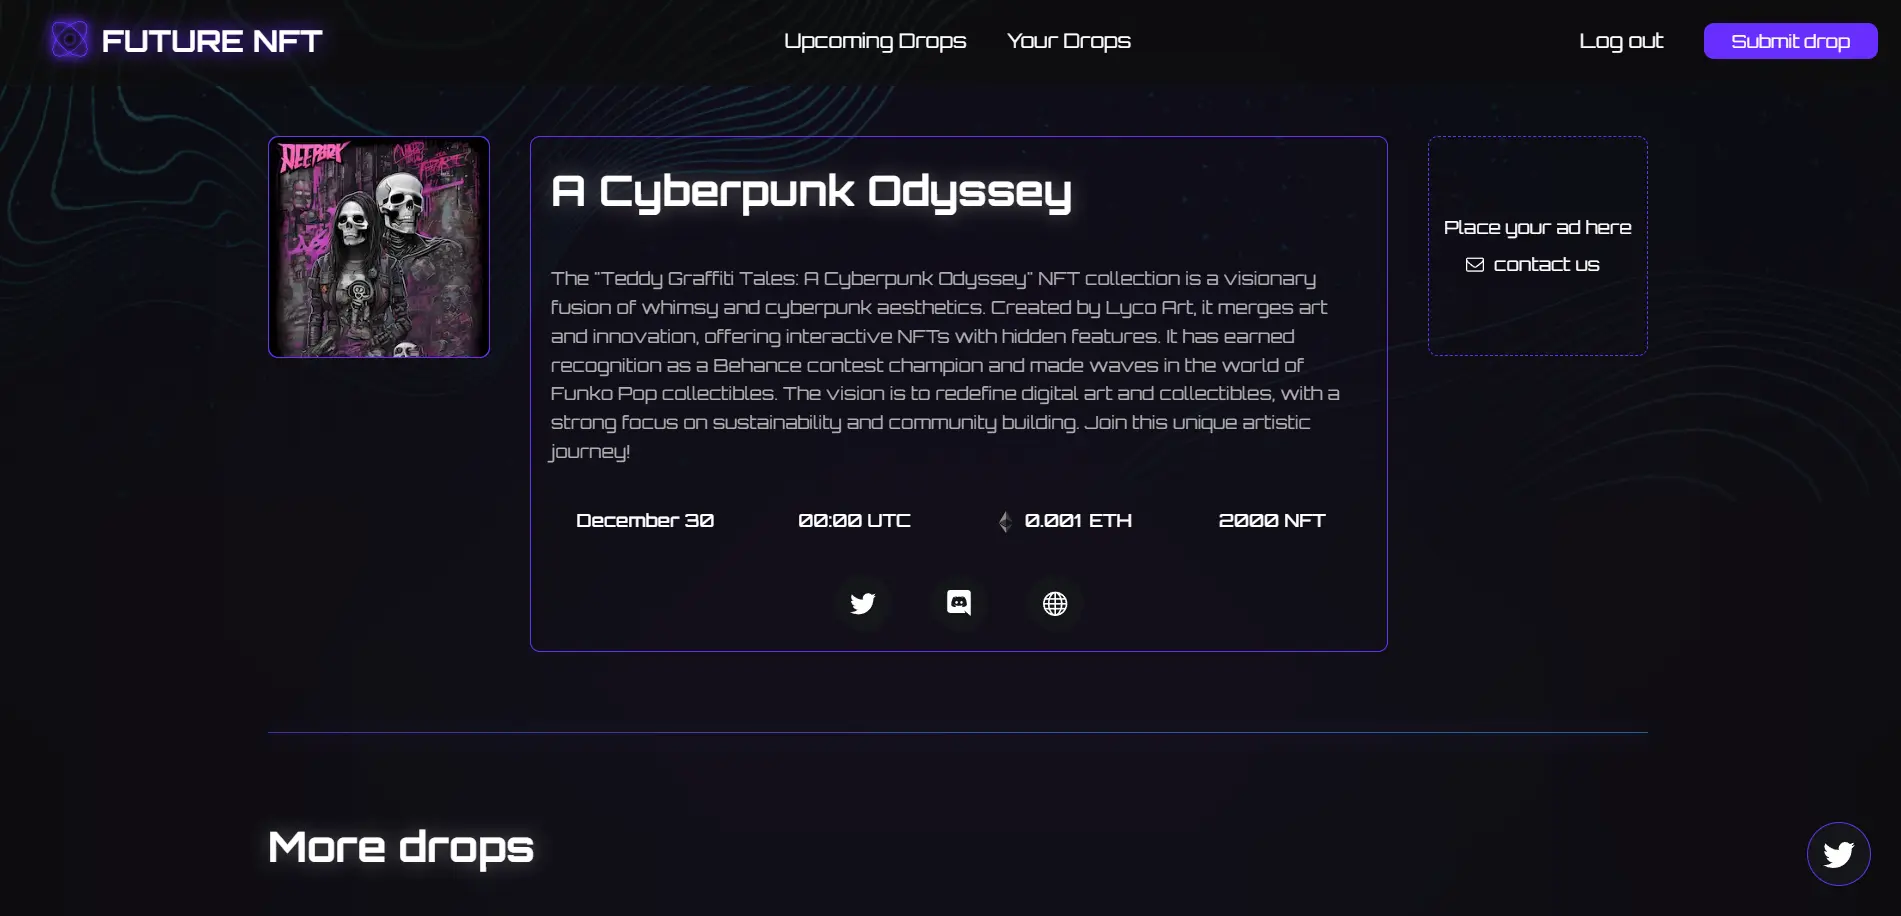 FUTURE NFT
Upcoming Drops
Your Drops
Log out
Submit drop
A Cyberpunk Odyssey
The "Teddy Graffiti Tales: A Cyberpunk Odyssey" NFT collection is a visionary
fusion of whimsy and cyberpunk aesthetics. Created by Lyco Art, it merges art
and innovation, offering interactive NFTs with hidden features. It has earned
recognition as a Behance contest champion and made waves in the world of
Funko Pop collectibles. The vision is to redefine digital art and collectibles, with a
strong focus on sustainability and community building. Join this unique artistic
journey!
December 30
00:00 UTC
0.001 ETH
2000 NFT
Place your ad here
contact us
More drops